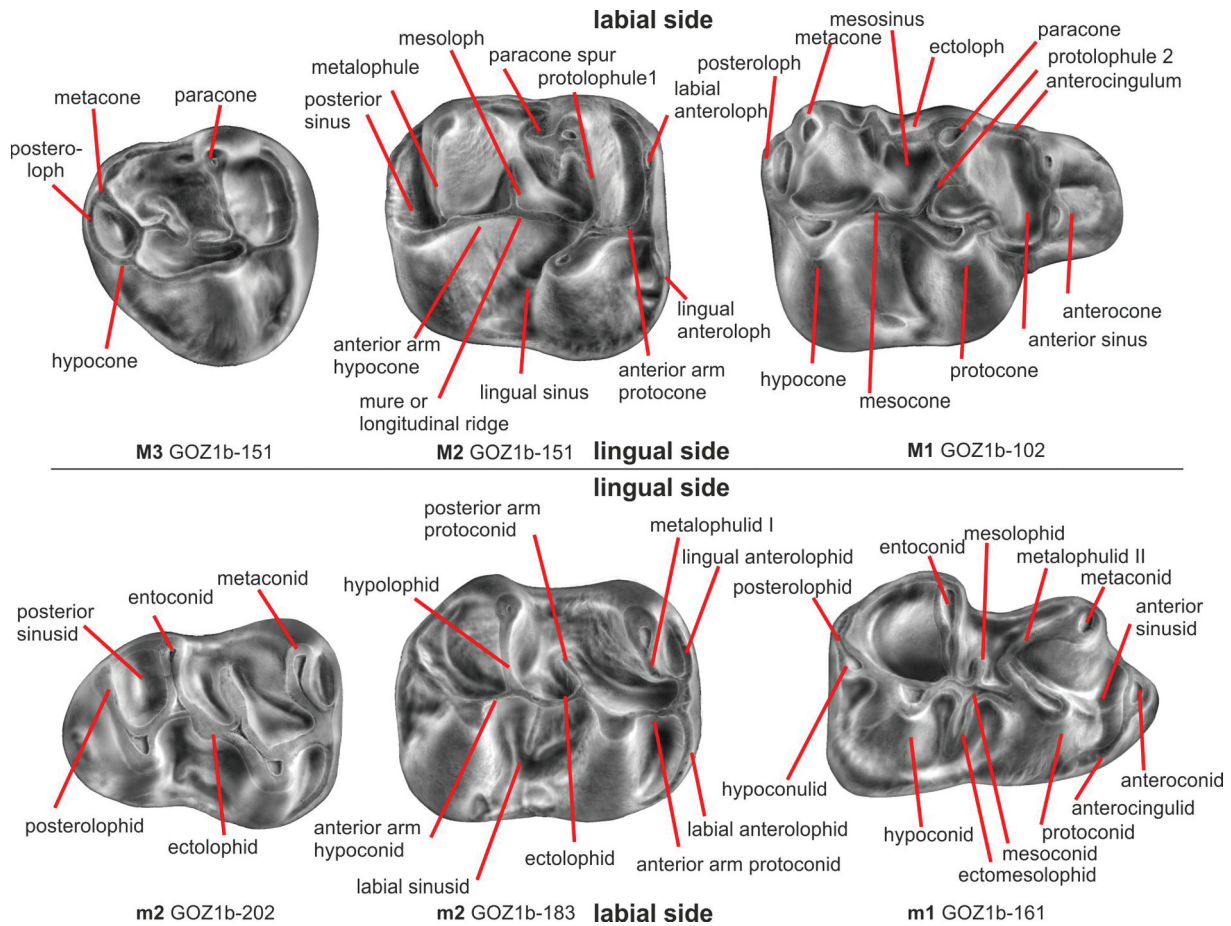 labial side
metacone
paracone
postero-
loph
hypocone
M3 GOZ1b-151
mesoloph
paracone spur
metalophule
protolophule1
posterior
sinus
labial
anteroloph
lingual
anteroloph
anterior arm
hypocone
lingual sinus
anterior arm
protocone
mure or
longitudinal ridge
M2 GOZ1b-151
mesosinus
metacone
ectoloph
paracone
posteroloph
protolophule 2
anterocingulum
anterocone
anterior sinus
protocone
hypocone
mesocone
M1 GOZ1b-102
lingual side
lingual side
metaconid
entoconid
posterior
sinusid
posterolophid
ectolophid
m2 GOZ1b-202
posterior arm
protoconid
metalophulid I
hypolophid
lingual anterolophid
anterior arm
hypoconid
labial anterolophid
ectolophid
anterior arm protoconid
labial sinusid
m2 GOZ1b-183
mesolophid
entoconid
metalophulid II
posterolophid
metaconid
anterior
sinusid
hypoconulid
anteroconid
anterocingulid
hypoconid
protoconid
mesoconid
ectomesolophid
m1 GOZ1b-161
labial side